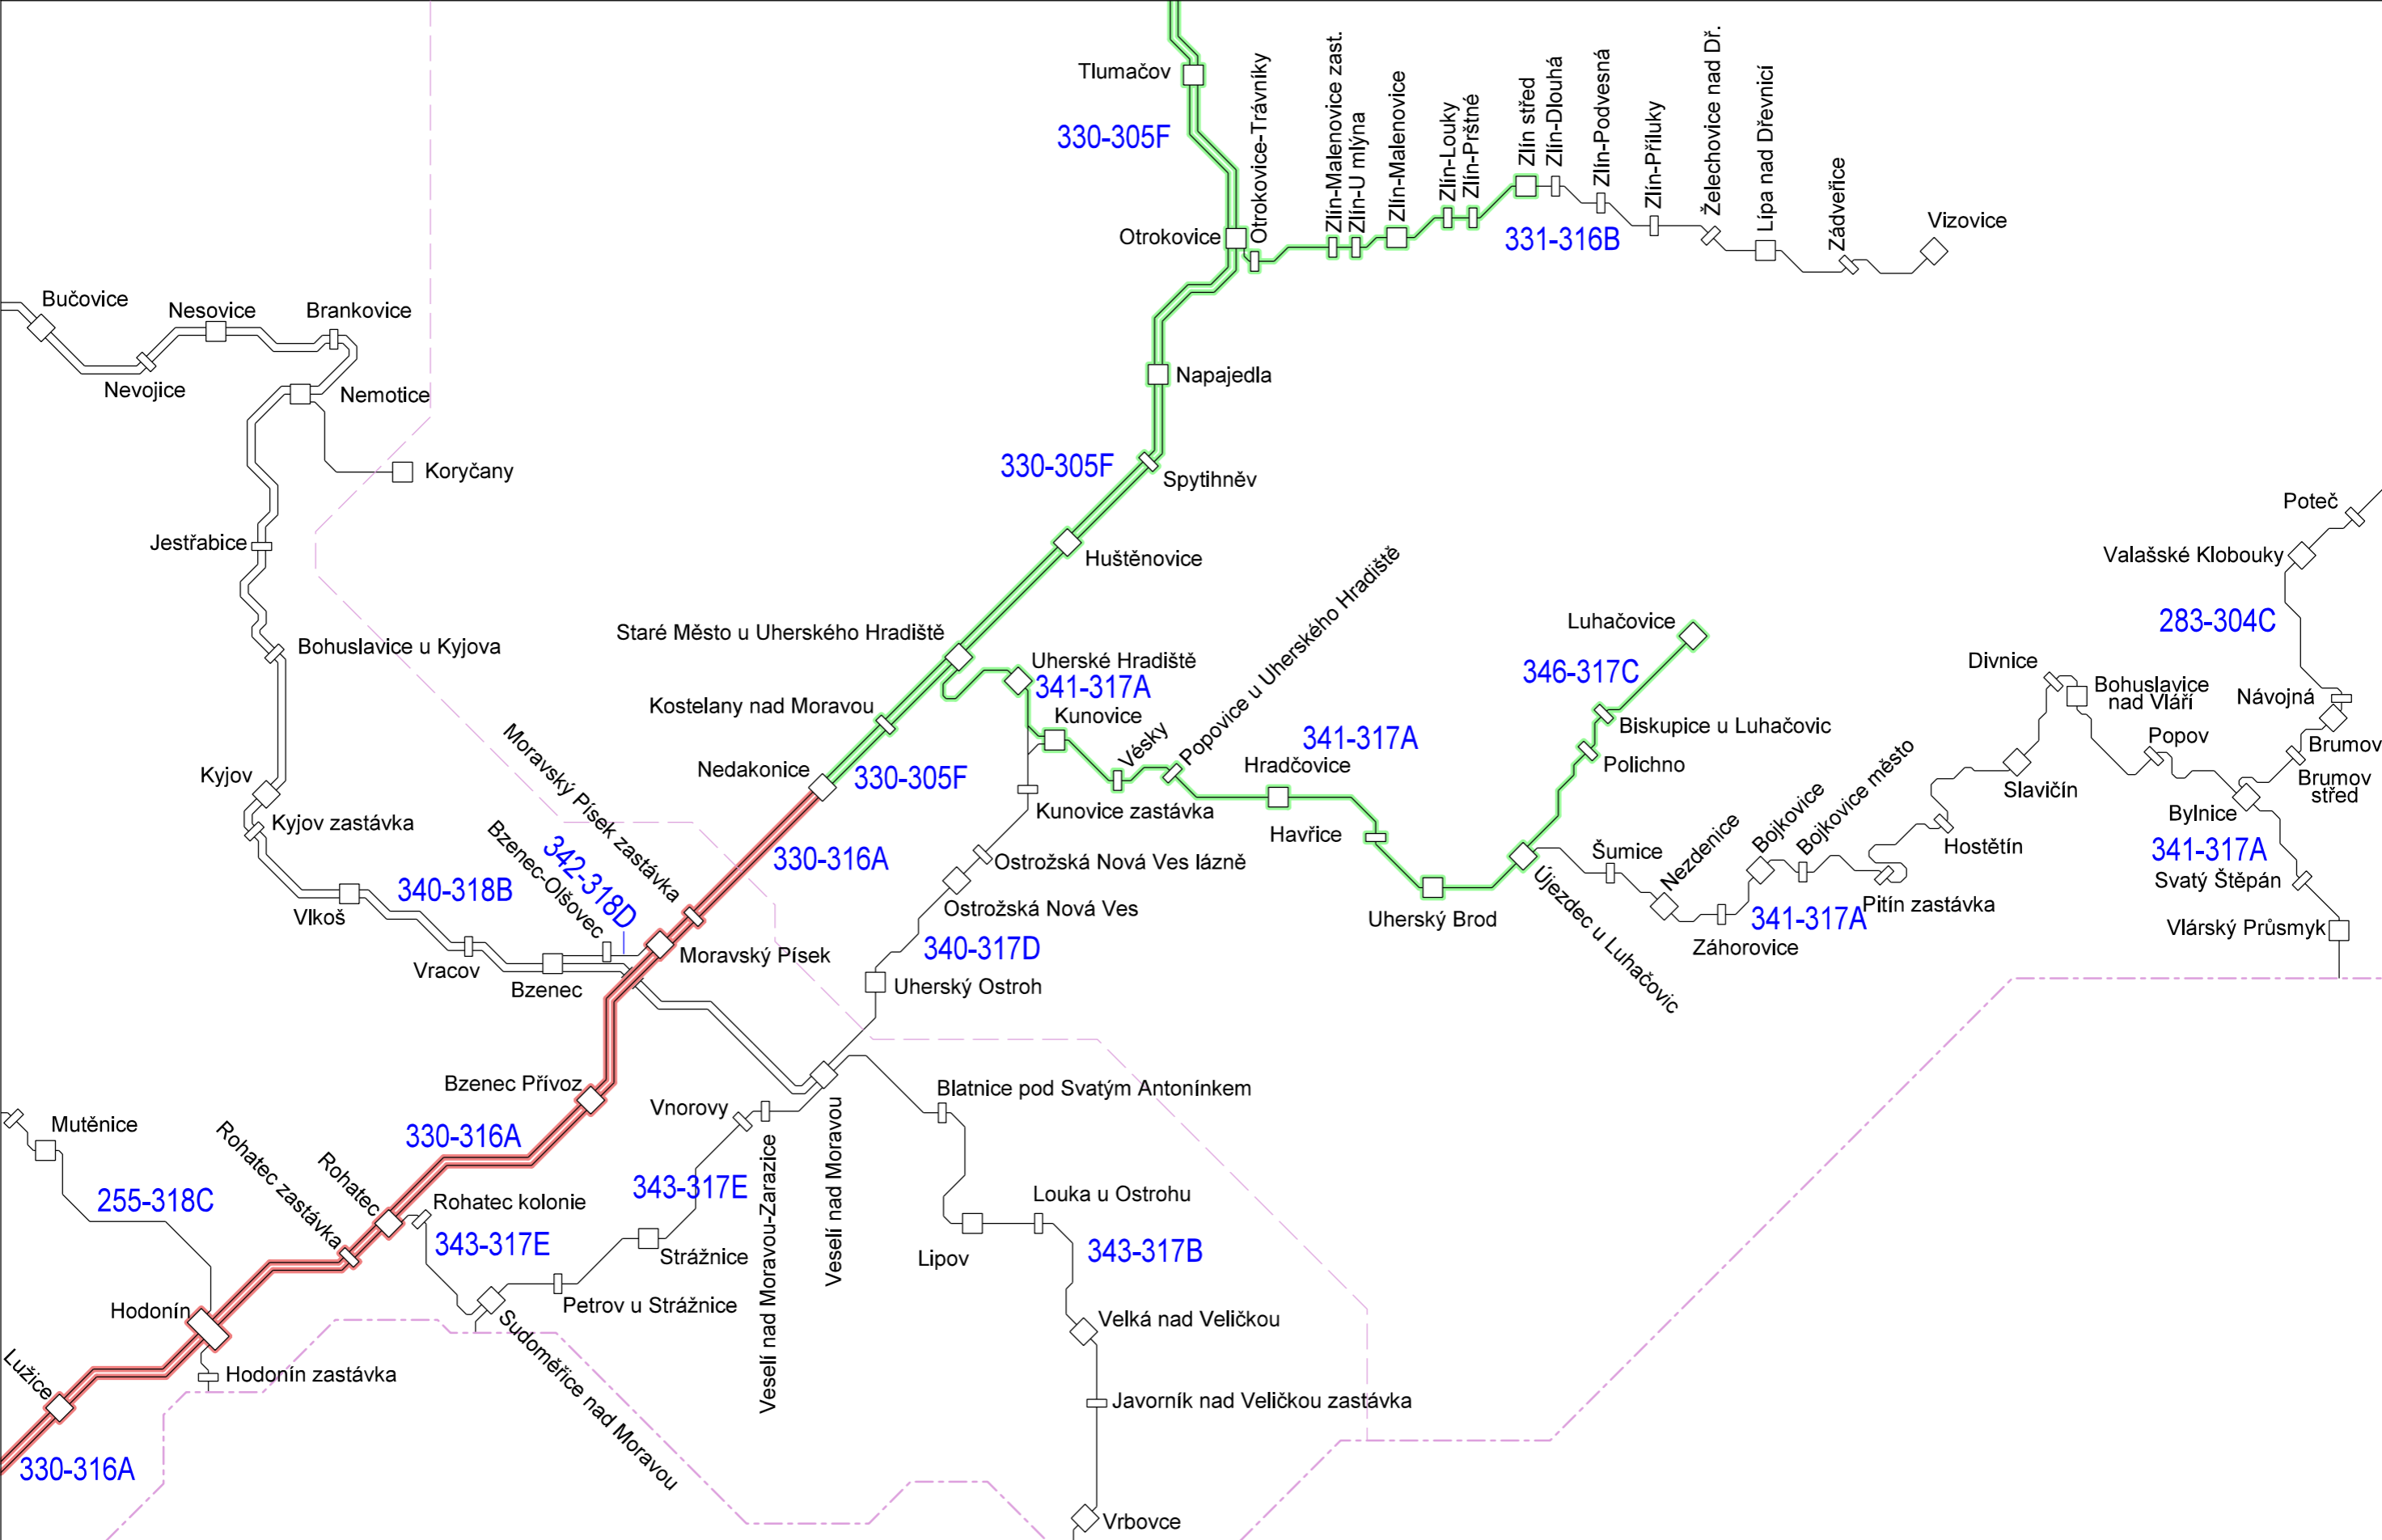 Tlumačov
330-305F
Otrokovice
Otrokovice-Trávníky
Zlín-Malenovice zast.
Zlín-U mlýna
Zlín-Malenovice
Zlín-Louky
Zlín-Prštné
Zlín střed
Zlín-Dlouhá
Zlín-Podvesná
Zlín-Příluky
Želechovice nad Dř.
Lípa nad Dřevnicí
Zádveřice
Vizovice
331-316B
Bučovice
Nesovice
Brankovice
Nevojice
Nemotice
Koryčany
Napajedla
330-305F
Spytihněv
Huštěnovice
Jestřabice
Bohuslavice u Kyjova
Staré Město u Uherského Hradiště
Uherské Hradiště
341-317A
Kostelany nad Moravou
Kunovice
Vésky
Popovice u Uherského Hradiště
341-317A
Hradčovice
Havřice
Luhačovice
346-317C
Biskupice u Luhačovic
Polichno
Poteč
Valašské Klobouky
283-304C
Divnice
Bohuslavice
nad Vláří
Návojná
Brumov
Popov
Brumov
střed
Slavičín
Bylnice
Hostětín
341-317A
Svatý Štěpán
Vlárský Průsmyk
Nedakonice
330-305F
Moravský Písek zastávka
Kyjov
Kyjov zastávka
Bzenec-Olšovec
342-318D
330-316A
Kunovice zastávka
Ostrožská Nová Ves lázně
Ostrožská Nová Ves
340-317D
Uherský Ostroh
Uherský Brod
Újezdec u Luhačovic
Šumice
Nezdenice
Záhorovice
Bojkovice
Bojkovice město
341-317A
Pitín zastávka
340-318B
Vlkoš
Vracov
Bzenec
Moravský Písek
Bzenec Přívoz
Mutěnice
255-318C
Rohatec zastávka
Rohatec
330-316A
Rohatec kolonie
343-317E
Vnorovy
343-317E
Veselí nad Moravou-Zarazice
Veselí nad Moravou
Blatnice pod Svatým Antonínkem
Louka u Ostrohu
Lipov
343-317B
Strážnice
Petrov u Strážnice
Sudoměřice nad Moravou
Hodonín
Hodonín zastávka
Lužice
330-316A
Velká nad Veličkou
Javorník nad Veličkou zastávka
Vrbovce